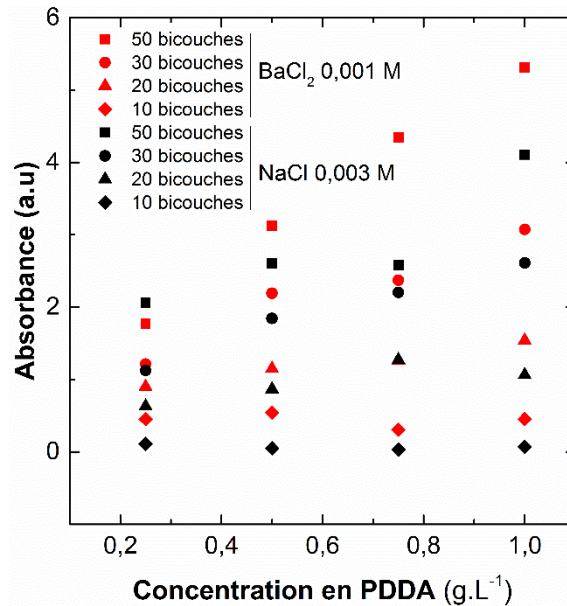 6
50 bicouches
30 bicouches
20 bicouches
10 bicouches
BaCl₂ 0,001 M
50 bicouches
30 bicouches
20 bicouches
10 bicouches
NaCl 0,003 M
4
2
0
Absorbance (a.u)
0,2 0,4 0,6 0,8 1,0
Concentration en PDDA (g.L⁻¹)